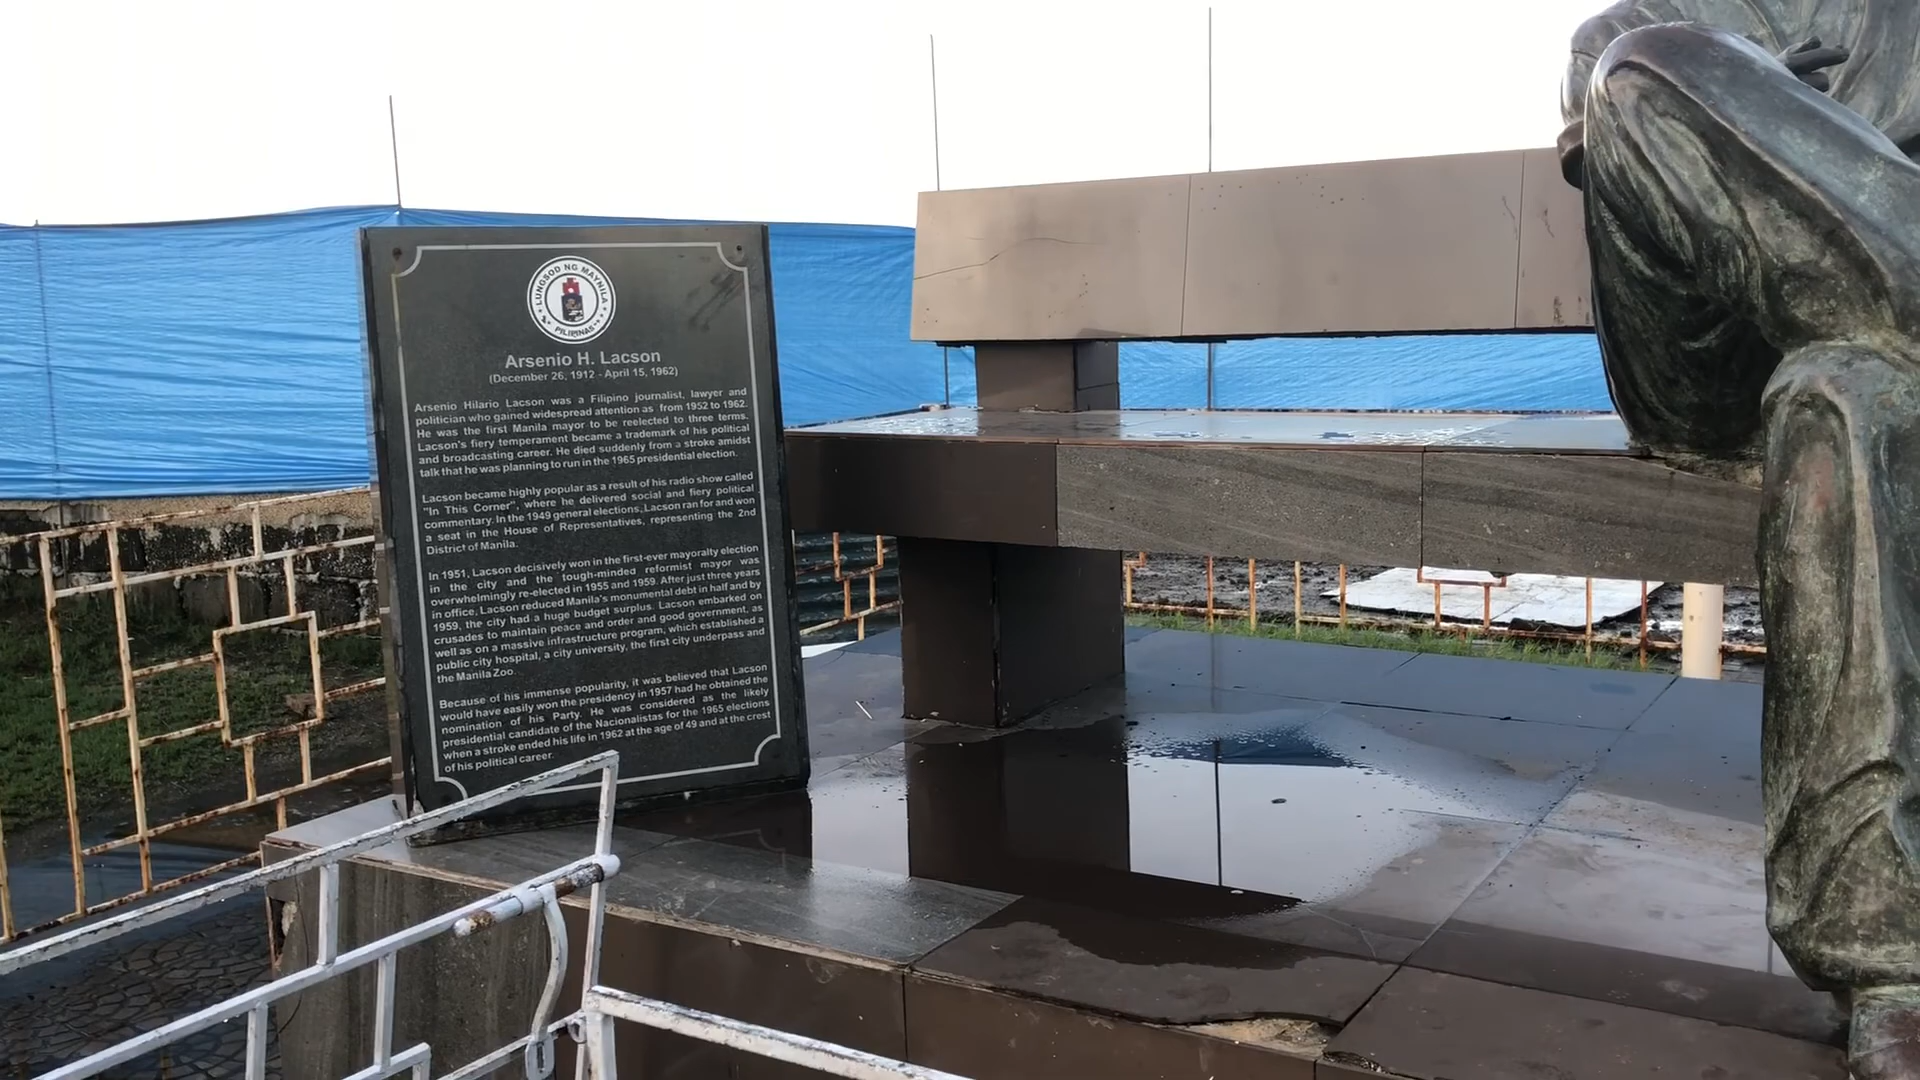 LUNGSOD NG MAYNILA
PILIPINAS
Arsenio H. Lacson
(December 26, 1912 - April 15, 1962)
Arsenio Hilario Lacson was a Filipino journalist, lawyer and
politician who gained widespread attention as from 1952 to 1962.
He was the first Manila mayor to be reelected to three terms.
Lacson's fiery temperament became a trademark of his political
and broadcasting career. He died suddenly from a stroke amidst
talk that he was planning to run in the 1965 presidential election.
Lacson became highly popular as a result of his radio show called
"In This Corner", where he delivered social and fiery political
commentary. In the 1949 general elections, Lacson ran for and won
a seat in the House of Representatives, representing the 2nd
District of Manila.
In 1951, Lacson decisively won in the first-ever mayoralty election
in the city and the tough-minded reformist mayor was
overwhelmingly re-elected in 1955 and 1959. After just three years
in office, Lacson reduced Manila's monumental debt in half and by
1959, the city had a huge budget surplus. Lacson embarked on
crusades to maintain peace and order and good government, as
well as on a massive infrastructure program, which established a
public city hospital, a city university, the first city underpass and
the Manila Zoo.
Because of his immense popularity, it was believed that Lacson
would have easily won the presidency in 1957 had he obtained the
nomination of his Party. He was considered as the likely
presidential candidate of the Nacionalistas for the 1965 elections
when a stroke ended his life in 1962 at the age of 49 and at the crest
of his political career.